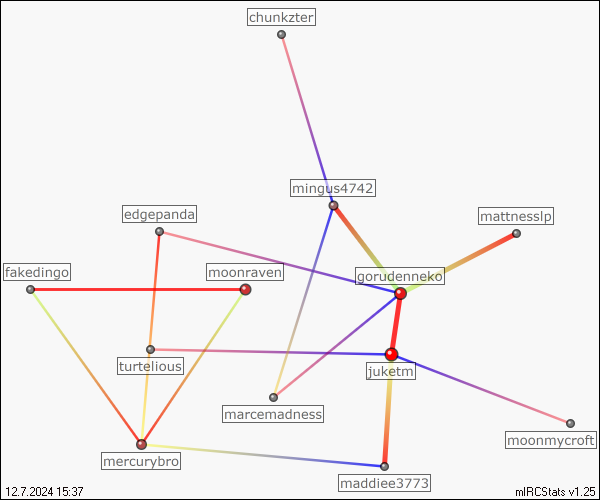 chunkzter
mingus4742
edgepanda
mattnesslp
fakedingo
moonraven
gorudenneko
turtelious
juketm
marcemadness
moonmycroft
mercurybro
maddiee3773
12.7.2024 15:37
mIRCStats v1.25